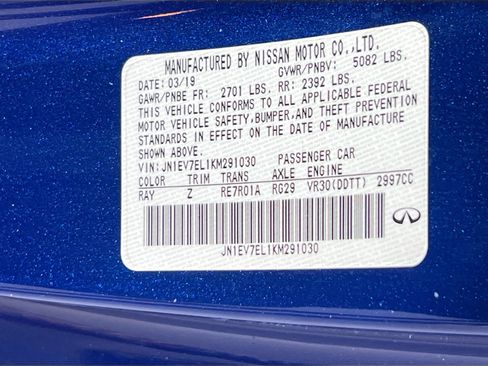 MANUFACTURED BY NISSAN MOTOR CO.,LTD.
DATE: 03/19 GVWR/PNBV: 5082 LBS.
GAWR/PNBE FR: 2701 LBS. RR: 2392 LBS.
THIS VEHICLE CONFORMS TO ALL APPLICABLE FEDERAL
MOTOR VEHICLE SAFETY,BUMPER,AND THEFT PREVENTION
STANDARDS IN EFFECT ON THE DATE OF MANUFACTURE
SHOWN ABOVE.
VIN: JN1EV7EL1KM291030 PASSENGER CAR
COLOR TRIM TRANS AXLE ENGINE
RAY Z RE7R01A RG29 VR30(DDTT) 2997CC
JN1EV7EL1KM291030